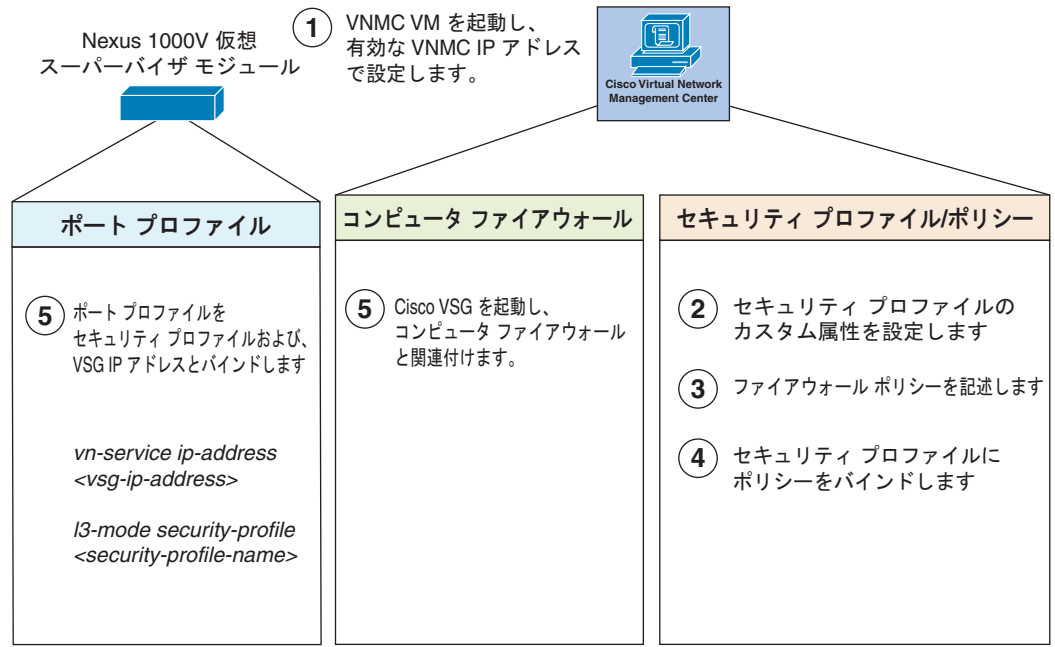 Nexus 1000V 仮想
スーパーバイザ モジュール
① VNMC VM を起動し、
有効な VNMC IP アドレス
で設定します。
Cisco Virtual Network
Management Center
ポート プロファイル
⑤ ポート プロファイルを
セキュリティ プロファイルおよび、
VSG IP アドレスとバインドします
vn-service ip-address
<vsg-ip-address>
l3-mode security-profile
<security-profile-name>
コンピュータ ファイアウォール
⑤ Cisco VSG を起動し、
コンピュータ ファイアウォール
と関連付けます。
セキュリティ プロファイル/ポリシー
② セキュリティ プロファイルの
カスタム属性を設定します
③ ファイアウォール ポリシーを記述します
④ セキュリティ プロファイルに
ポリシーをバインドします